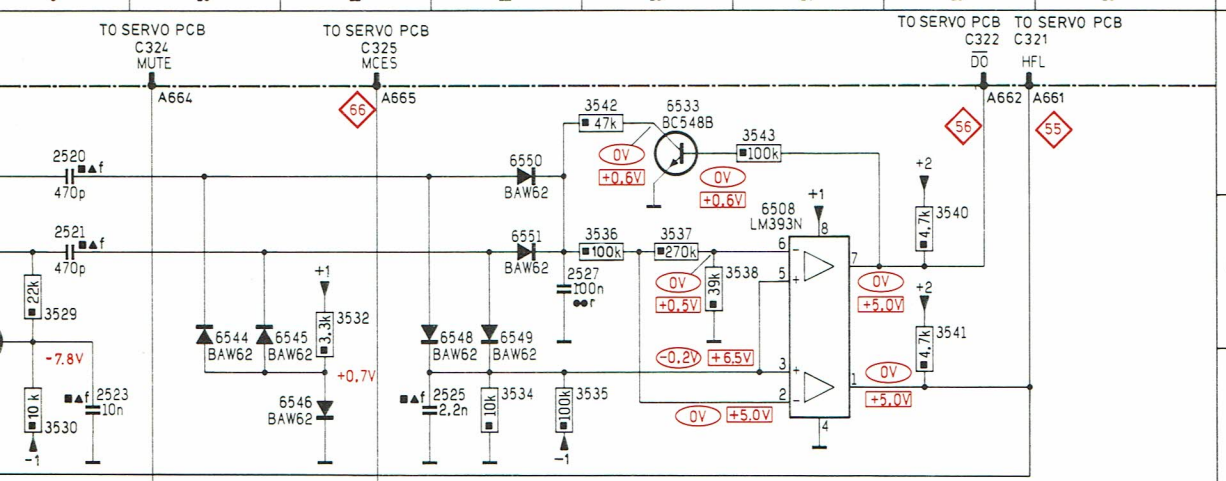 TO SERVO PCB
C324
MUTE
A664
TO SERVO PCB
C325
MCES
A665
66
TO SERVO PCB
C322
DO
A662
56
TO SERVO PCB
C321
HFL
A661
55
3542
47k
6533
BC548B
0V
+0.6V
0V
+0.6V
3543
100k
2520
▲f
470p
6550
BAW62
2521
▲f
470p
6551
BAW62
3536
100k
3537
270k
6508
LM393N
+1
8
6
5
7
3
2
1
4
+2
3540
4.7k
22k
3529
-7.8V
2527
100n
r
0V
+0.5V
39k
3538
0V
+5.0V
+1
3.3k
3532
6544
BAW62
6545
BAW62
6548
BAW62
6549
BAW62
+0.7V
-0.2V
+6.5V
+2
3541
4.7k
0V
+5.0V
10k
3530
-1
▲f
2523
10n
6546
BAW62
▲f
2525
2.2n
10k
3534
100k
3535
-1
0V
+5.0V